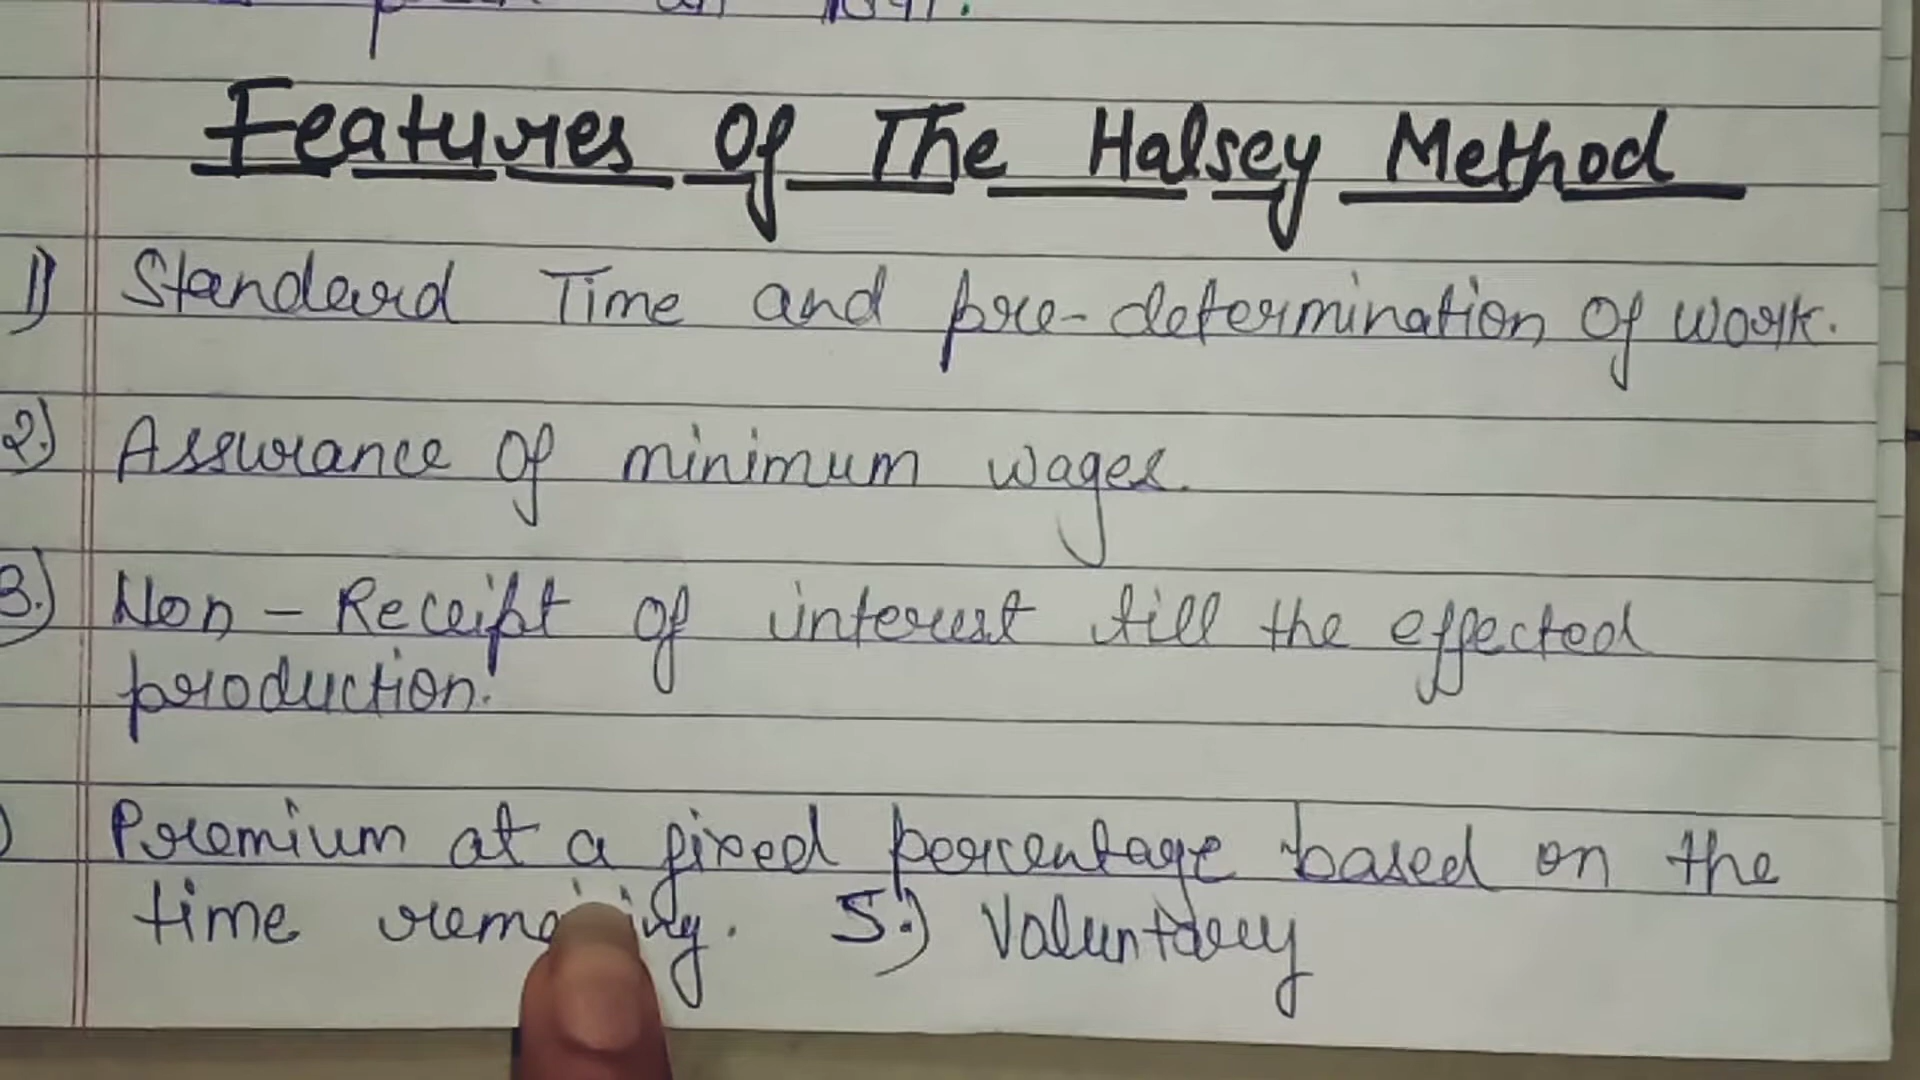 Features Of The Halsey Method
1) Standard Time and pre-determination of work.
2.) Assurance Of minimum wages.
3.) Non - Receipt of interest till the effected
production.
) Premium at a fixed percentage based on the
time remaining. 5.) Voluntary